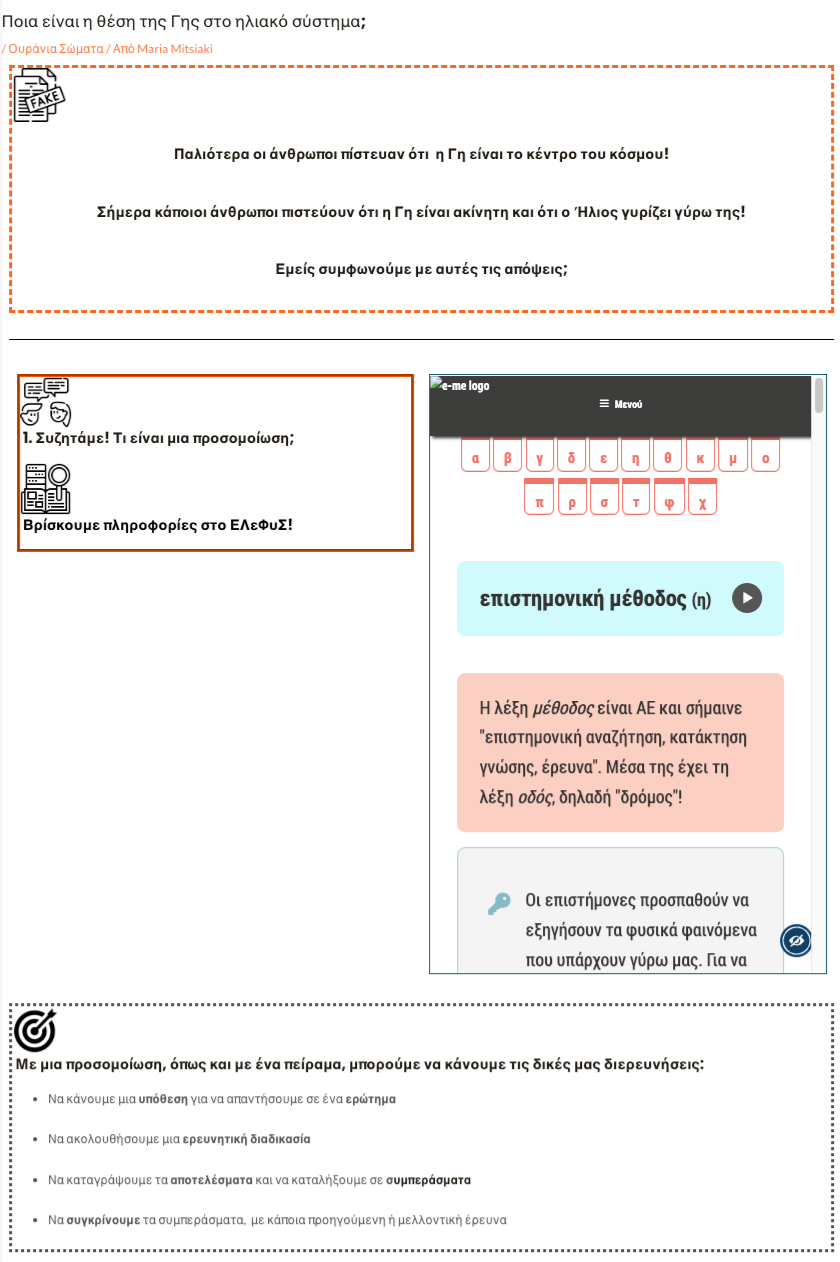 Ποια είναι η θέση της Γης στο ηλιακό σύστημα;
/ Ουράνια Σώματα / Από Maria Mitsiaki
FAKE
Παλιότερα οι άνθρωποι πίστευαν ότι η Γη είναι το κέντρο του κόσμου!
Σήμερα κάποιοι άνθρωποι πιστεύουν ότι η Γη είναι ακίνητη και ότι ο Ήλιος γυρίζει γύρω της!
Εμείς συμφωνούμε με αυτές τις απόψεις;
1. Συζητάμε! Τι είναι μια προσομοίωση;
Βρίσκουμε πληροφορίες στο ΕΛεΦυΣ!
e-me logo
≡ Μενού
α β γ δ ε η θ κ μ ο
π ρ σ τ φ χ
επιστημονική μέθοδος (η)
Η λέξη μέθοδος είναι ΑΕ και σήμαινε
"επιστημονική αναζήτηση, κατάκτηση
γνώσης, έρευνα". Μέσα της έχει τη
λέξη οδός, δηλαδή "δρόμος"!
Οι επιστήμονες προσπαθούν να
εξηγήσουν τα φυσικά φαινόμενα
που υπάρχουν γύρω μας. Για να
Με μια προσομοίωση, όπως και με ένα πείραμα, μπορούμε να κάνουμε τις δικές μας διερευνήσεις:
• Να κάνουμε μια υπόθεση για να απαντήσουμε σε ένα ερώτημα
• Να ακολουθήσουμε μια ερευνητική διαδικασία
• Να καταγράψουμε τα αποτελέσματα και να καταλήξουμε σε συμπεράσματα
• Να συγκρίνουμε τα συμπεράσματα, με κάποια προηγούμενη ή μελλοντική έρευνα